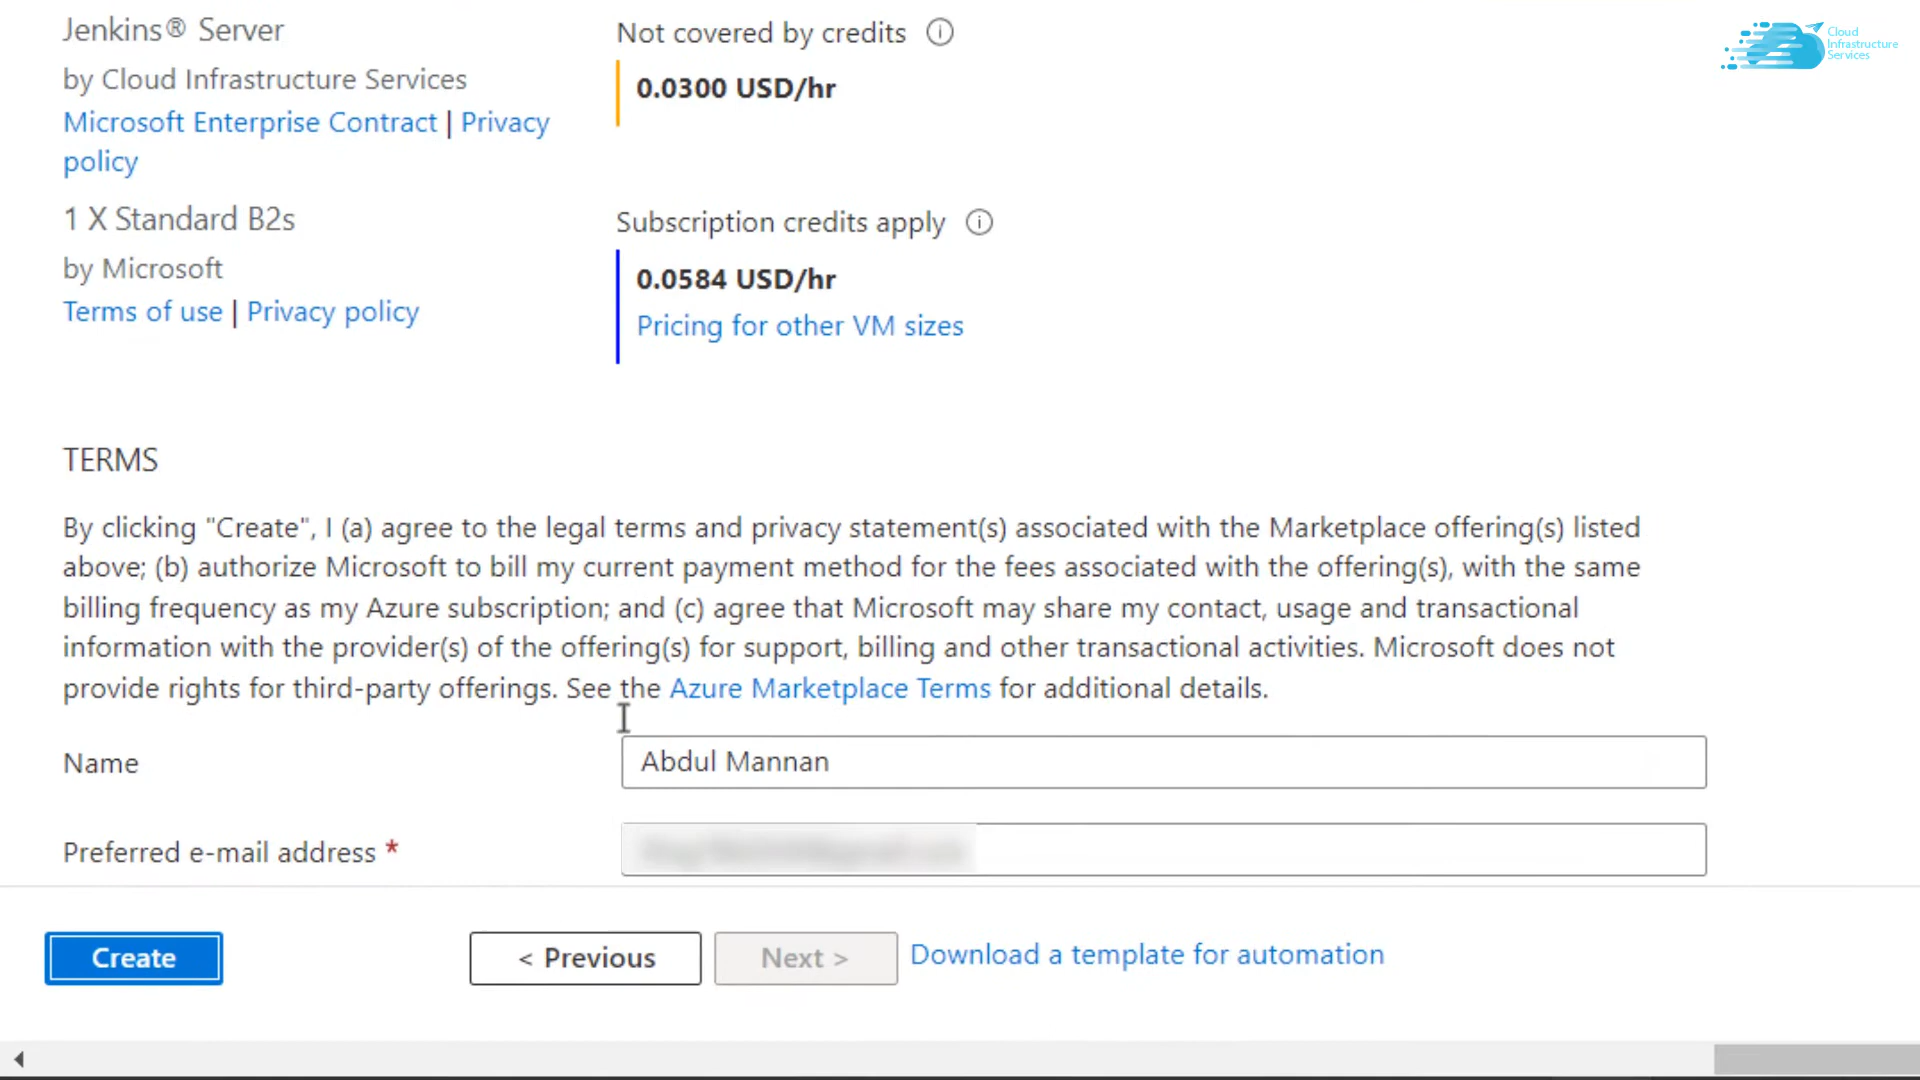 Jenkins® Server
Not covered by credits
Cloud
Infrastructure
Services
by Cloud Infrastructure Services
0.0300 USD/hr
Microsoft Enterprise Contract | Privacy
policy
1 X Standard B2s
Subscription credits apply
by Microsoft
0.0584 USD/hr
Terms of use | Privacy policy
Pricing for other VM sizes
TERMS
By clicking "Create", I (a) agree to the legal terms and privacy statement(s) associated with the Marketplace offering(s) listed
above; (b) authorize Microsoft to bill my current payment method for the fees associated with the offering(s), with the same
billing frequency as my Azure subscription; and (c) agree that Microsoft may share my contact, usage and transactional
information with the provider(s) of the offering(s) for support, billing and other transactional activities. Microsoft does not
provide rights for third-party offerings. See the Azure Marketplace Terms for additional details.
Name
Abdul Mannan
Preferred e-mail address *
Create
< Previous
Next >
Download a template for automation